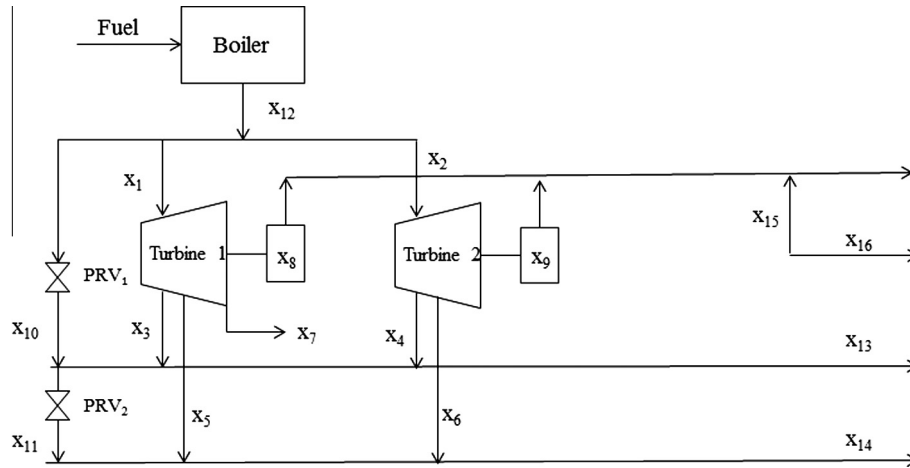 Fuel
Boiler
x12
x1
x2
x15
x16
Turbine 1
x8
Turbine 2
x9
PRV1
x10
x3
x7
x4
x13
PRV2
x5
x6
x11
x14